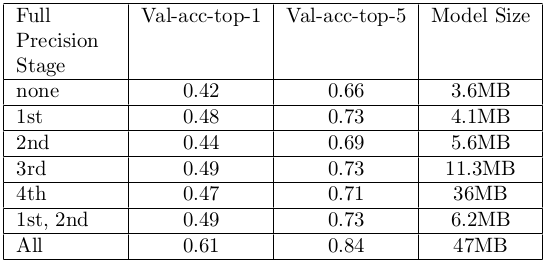 Full Precision Stage Val-acc-top-1 Val-acc-top-5 Model Size
none 0.42 0.66 3.6MB
1st 0.48 0.73 4.1MB
2nd 0.44 0.69 5.6MB
3rd 0.49 0.73 11.3MB
4th 0.47 0.71 36MB
1st, 2nd 0.49 0.73 6.2MB
All 0.61 0.84 47MB